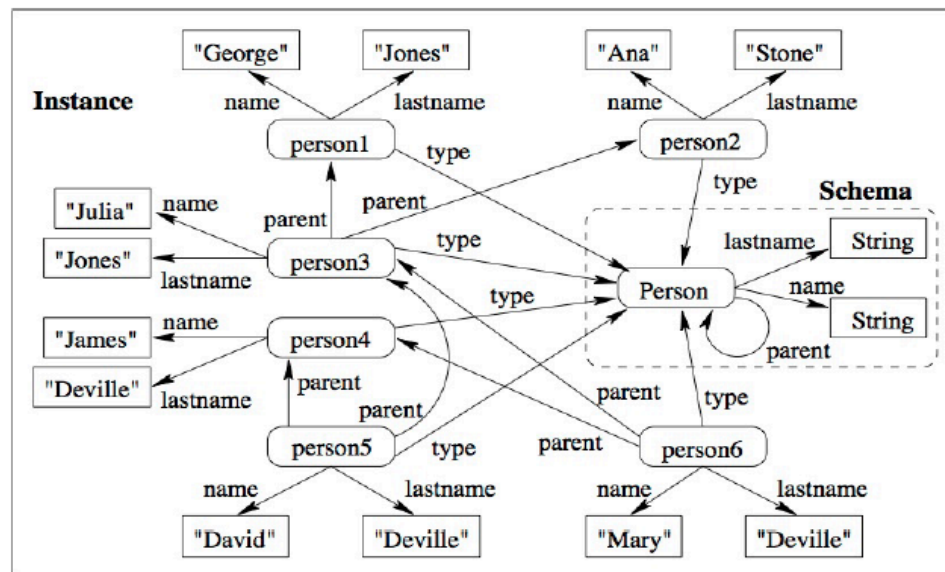 "George"
"Jones"
"Ana"
"Stone"
Instance
name
lastname
name
lastname
person1
person2
type
type
Schema
"Julia"
name
parent
parent
lastname
String
"Jones"
lastname
person3
type
Person
name
String
type
parent
"James"
name
person4
"Deville"
lastname
parent
parent
parent
type
person5
type
parent
person6
name
lastname
name
lastname
"David"
"Deville"
"Mary"
"Deville"